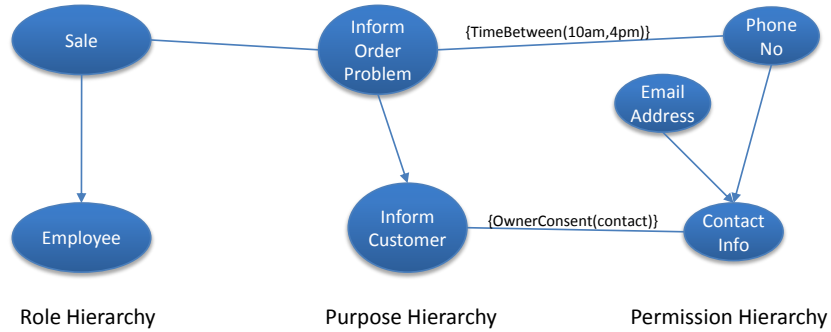 Sale
Inform
Order
Problem
{TimeBetween(10am,4pm)}
Phone
No
Email
Address
Employee
Inform
Customer
{OwnerConsent(contact)}
Contact
Info
Role Hierarchy
Purpose Hierarchy
Permission Hierarchy